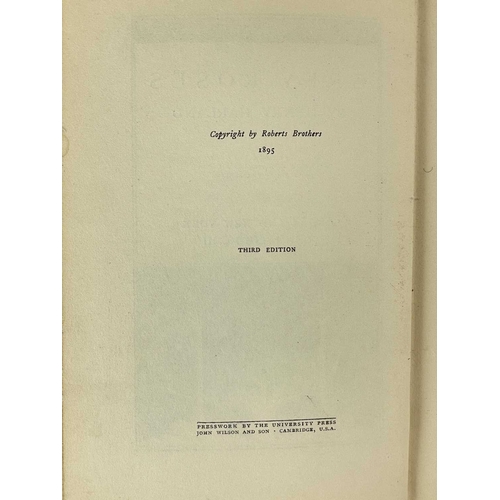 Copyright by Roberts Brothers
1895
THIRD EDITION
PRESSWORK BY THE UNIVERSITY PRESS
JOHN WILSON AND SON · CAMBRIDGE, U.S.A.